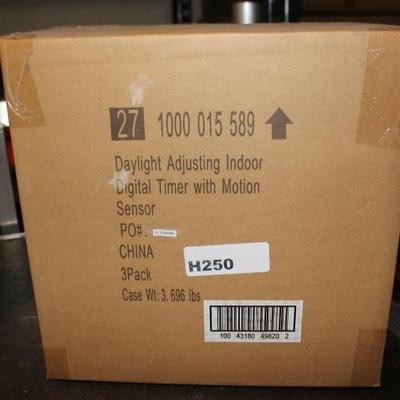 27 1000 015 589
Daylight Adjusting Indoor
Digital Timer with Motion
Sensor
PO#.
CHINA
H250
3Pack
Case Wt:3.696 lbs
100 43180 49820 2